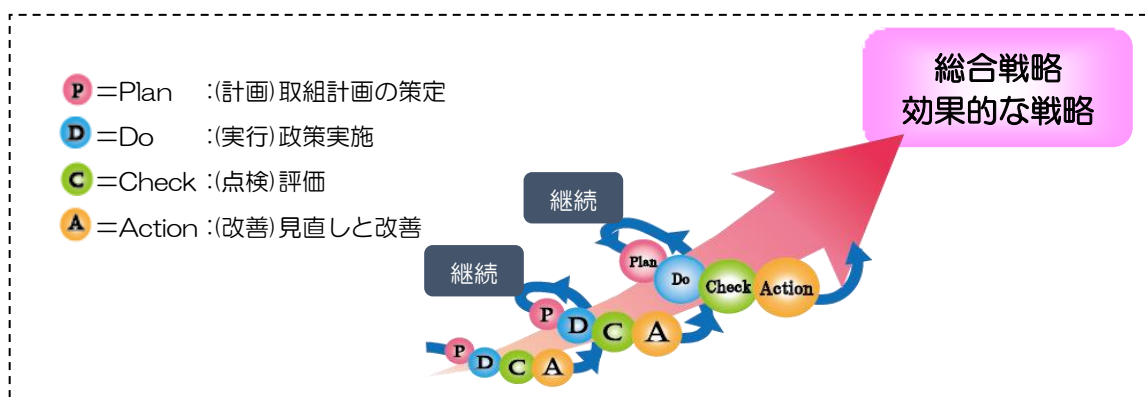 総合戦略
効果的な戦略
P=Plan :(計画)取組計画の策定
D=Do :(実行)政策実施
C=Check :(点検)評価
A=Action :(改善)見直しと改善
継続
Plan
Do
Check
Action
継続
P
D
C
A
P
D
C
A